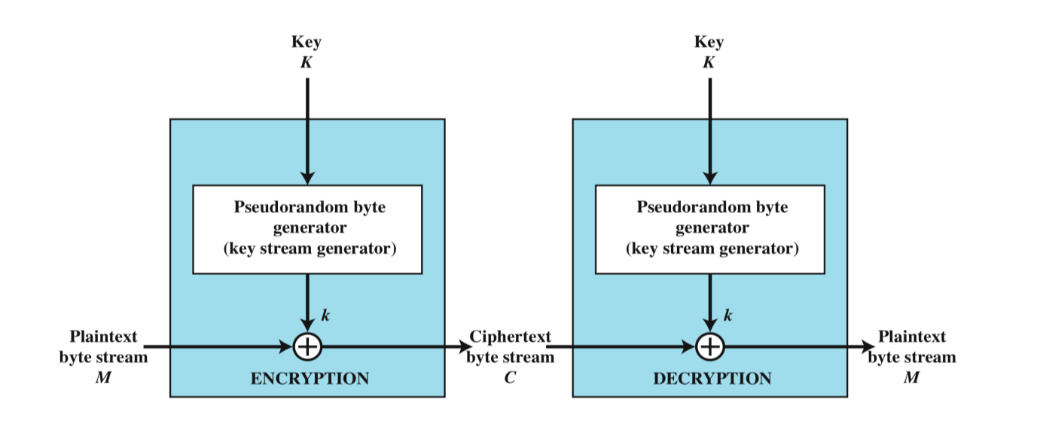 Key
K
Key
K
Pseudorandom byte
generator
(key stream generator)
Pseudorandom byte
generator
(key stream generator)
k
k
Plaintext
byte stream
M
ENCRYPTION
Ciphertext
byte stream
C
DECRYPTION
Plaintext
byte stream
M